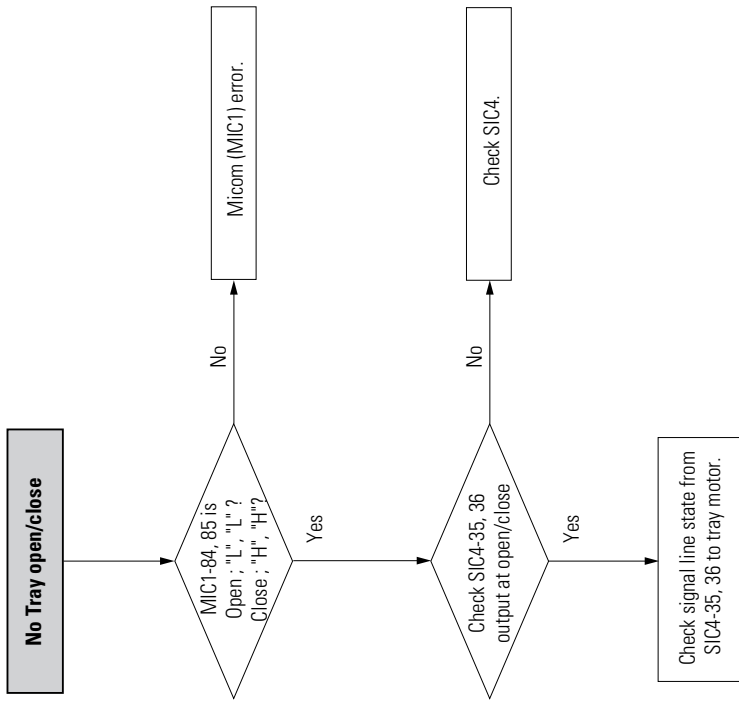 No Tray open/close
MIC1-84, 85 is
Open ; "L", "L" ?
Close ; "H", "H"?
No
Micom (MIC1) error.
Yes
Check SIC4-35, 36
output at open/close
No
Check SIC4.
Yes
Check signal line state from
SIC4-35, 36 to tray motor.